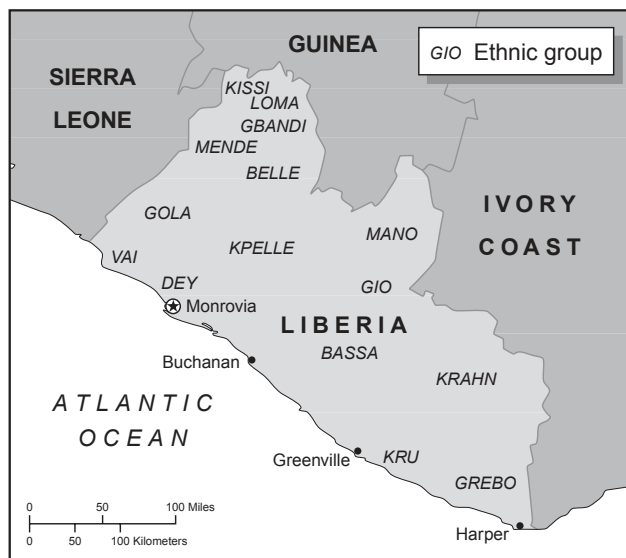 GUINEA
GIO Ethnic group
SIERRA
LEONE
KISSI
LOMA
GBANDI
MENDE
BELLE
GOLA
IVORY
COAST
MANO
KPELLE
VAI
DEY
GIO
Monrovia
LIBERIA
BASSA
Buchanan
KRAHN
ATLANTIC
OCEAN
Greenville
KRU
GREBO
Harper
0 50 100 Miles
0 50 100 Kilometers